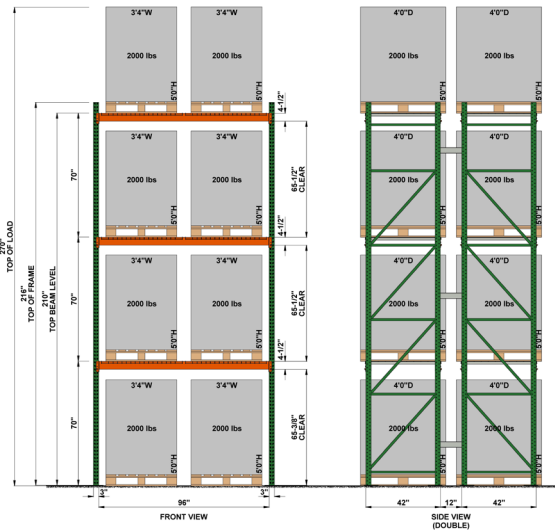 3'4"W
3'4"W
4'0"D
4'0"D
2000 lbs
2000 lbs
2000 lbs
2000 lbs
5'0"H
5'0"H
5'0"H
5'0"H
4-1/2"
3'4"W
3'4"W
4'0"D
4'0"D
2000 lbs
2000 lbs
2000 lbs
2000 lbs
5'0"H
5'0"H
5'0"H
5'0"H
70"
65-1/2"
CLEAR
4-1/2"
270"
TOP OF LOAD
216"
TOP OF FRAME
210"
TOP BEAM LEVEL
3'4"W
3'4"W
4'0"D
4'0"D
2000 lbs
2000 lbs
2000 lbs
2000 lbs
5'0"H
5'0"H
5'0"H
5'0"H
70"
65-1/2"
CLEAR
4-1/2"
3'4"W
3'4"W
4'0"D
4'0"D
2000 lbs
2000 lbs
2000 lbs
2000 lbs
5'0"H
5'0"H
5'0"H
5'0"H
70"
65-3/8"
CLEAR
3"
96"
3"
42"
12"
42"
FRONT VIEW
SIDE VIEW
(DOUBLE)